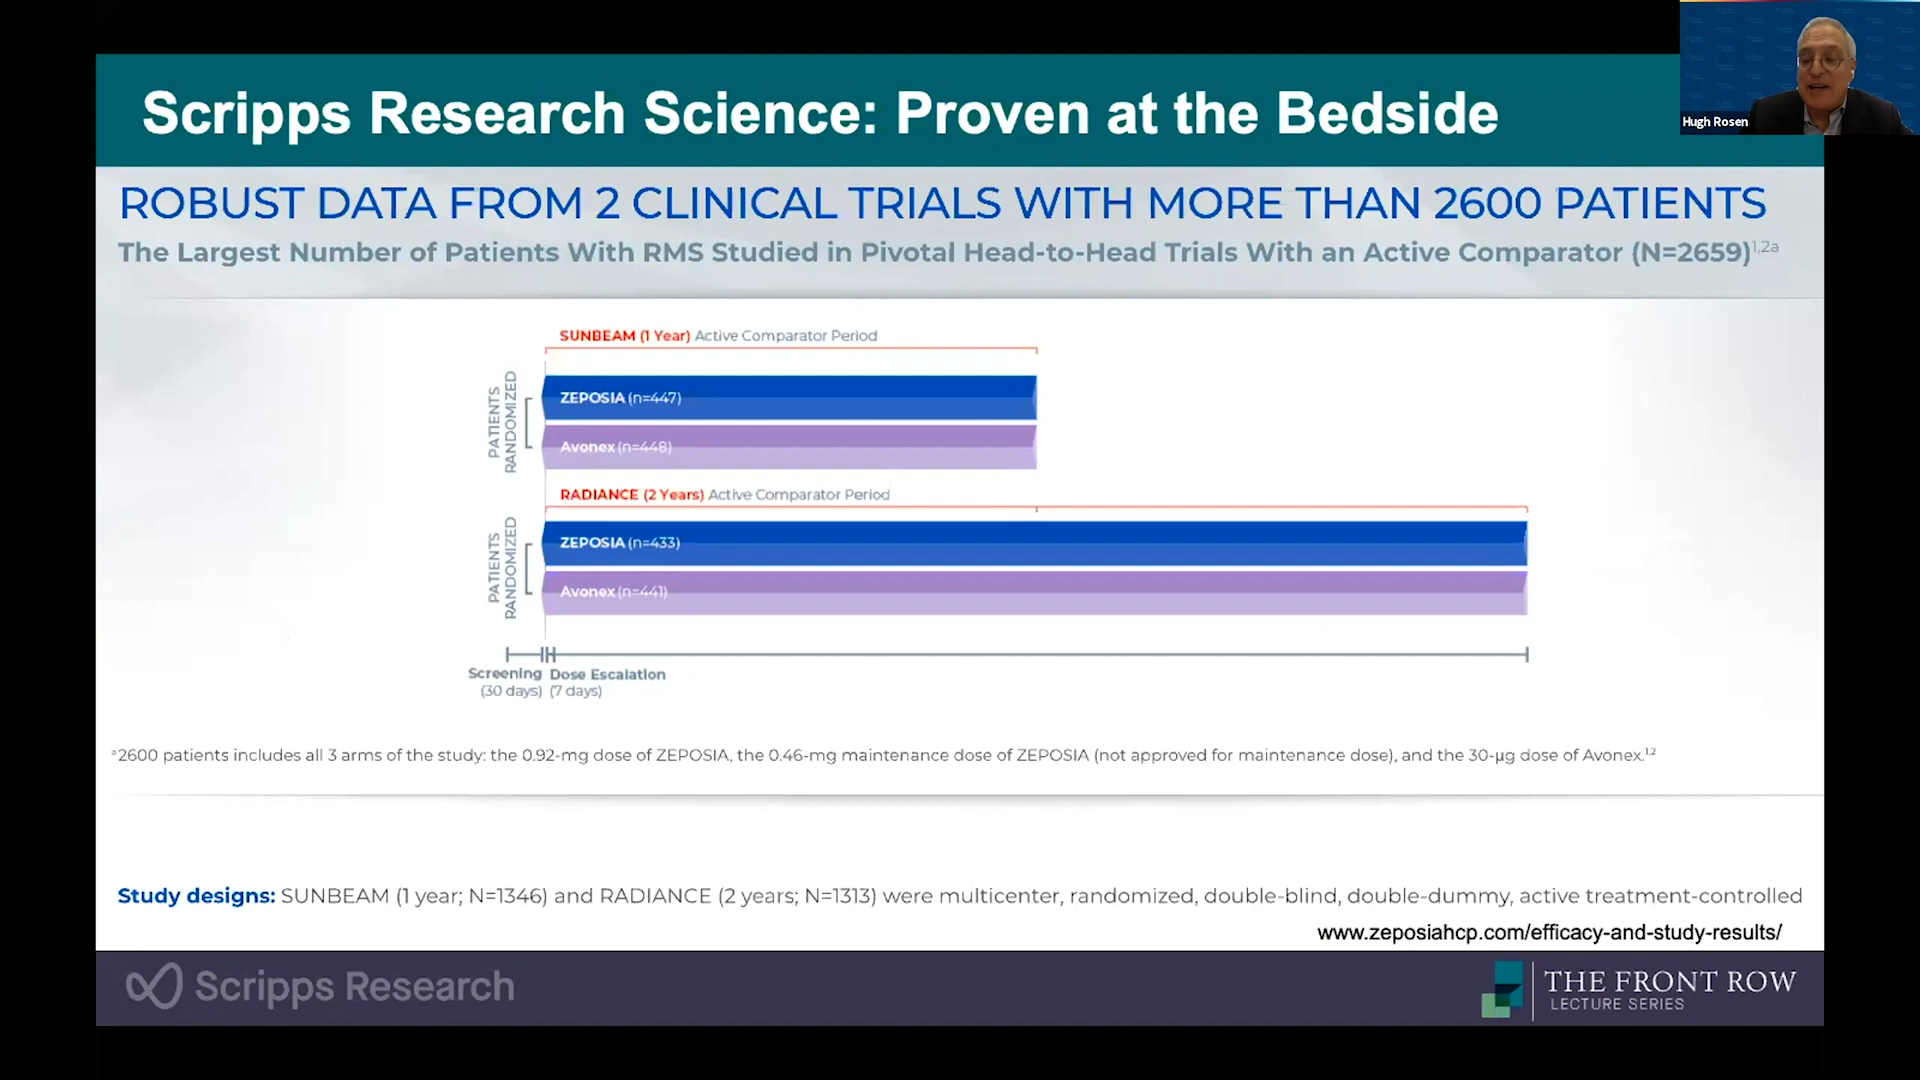 Scripps Research Science: Proven at the Bedside
Hugh Rosen
ROBUST DATA FROM 2 CLINICAL TRIALS WITH MORE THAN 2600 PATIENTS
The Largest Number of Patients With RMS Studied in Pivotal Head-to-Head Trials With an Active Comparator (N=2659)1,2a
SUNBEAM (1 Year) Active Comparator Period
PATIENTS
RANDOMIZED
ZEPOSIA (n=447)
Avonex (n=448)
RADIANCE (2 Years) Active Comparator Period
PATIENTS
RANDOMIZED
ZEPOSIA (n=433)
Avonex (n=441)
Screening Dose Escalation
(30 days) (7 days)
a2600 patients includes all 3 arms of the study: the 0.92-mg dose of ZEPOSIA, the 0.46-mg maintenance dose of ZEPOSIA (not approved for maintenance dose), and the 30-μg dose of Avonex.1,2
Study designs: SUNBEAM (1 year; N=1346) and RADIANCE (2 years; N=1313) were multicenter, randomized, double-blind, double-dummy, active treatment-controlled
www.zeposiahcp.com/efficacy-and-study-results/
Scripps Research
THE FRONT ROW
LECTURE SERIES